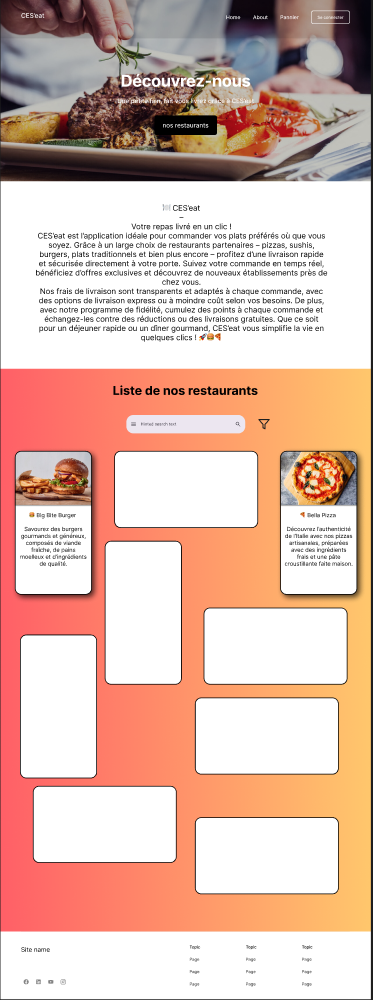 CES'eat
Home
About
Pannier
Se connecter
Découvrez-nous
Une petite faim, fait vous livrez grâce à CES'eat
nos restaurants
🍽️ CES'eat
–
Votre repas livré en un clic !
CES'eat est l'application idéale pour commander vos plats préférés où que vous
soyez. Grâce à un large choix de restaurants partenaires – pizzas, sushis,
burgers, plats traditionnels et bien plus encore – profitez d'une livraison rapide
et sécurisée directement à votre porte. Suivez votre commande en temps réel,
bénéficiez d'offres exclusives et découvrez de nouveaux établissements près de
chez vous.
Nos frais de livraison sont transparents et adaptés à chaque commande, avec
des options de livraison express ou à moindre coût selon vos besoins. De plus,
avec notre programme de fidélité, cumulez des points à chaque commande et
échangez-les contre des réductions ou des livraisons gratuites. Que ce soit
pour un déjeuner rapide ou un dîner gourmand, CES'eat vous simplifie la vie en
quelques clics ! 🚀🍔🍕
Liste de nos restaurants
Hinted search text
🍔 Big Bite Burger
Savourez des burgers
gourmands et généreux,
composés de viande
fraîche, de pains
moelleux et d'ingrédients
de qualité.
🍕 Bella Pizza
Découvrez l'authenticité
de l'Italie avec nos pizzas
artisanales, préparées
avec des ingrédients
frais et une pâte
croustillante faite maison.
Site name
Topic
Page
Page
Page
Topic
Page
Page
Page
Topic
Page
Page
Page